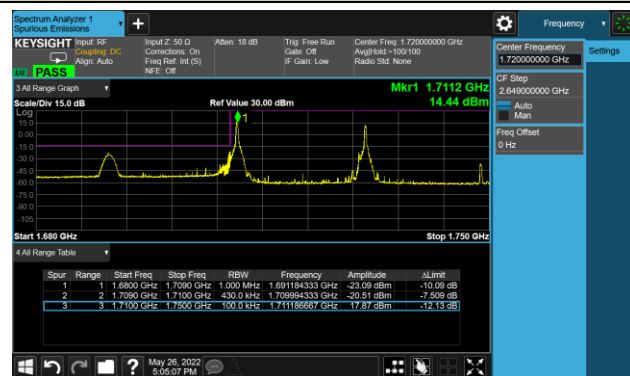 Spectrum Analyzer 1
Spurious Emissions
Frequency
KEYSIGHT
Input: RF
Coupling: DC
Align: Auto
Input Z: 50 Ω
Corrections: On
Freq Ref: Int (S)
NFE: Off
Atten: 18 dB
Trig: Free Run
Gate: Off
IF Gain: Low
Center Freq: 1.720000000 GHz
Avg|Hold:>100/100
Radio Std: None
PASS
Center Frequency
1.720000000 GHz
Settings
CF Step
2.649000000 GHz
Auto
Man
Freq Offset
0 Hz
3 All Range Graph
Mkr1 1.7112 GHz
Scale/Div 15.0 dB
Ref Value 30.00 dBm
14.44 dBm
Log
1
15.0
0.00
-15.0
-30.0
-45.0
-60.0
-75.0
-90.0
-105
Start 1.680 GHz
Stop 1.750 GHz
4 All Range Table
Spur Range Start Freq Stop Freq RBW Frequency Amplitude ΔLimit
1 1 1.6800 GHz 1.7090 GHz 1.000 MHz 1.691184333 GHz -23.09 dBm -10.09 dB
2 2 1.7090 GHz 1.7100 GHz 430.0 kHz 1.709994333 GHz -20.51 dBm -7.509 dB
3 3 1.7100 GHz 1.7500 GHz 100.0 kHz 1.711186667 GHz 17.87 dBm -12.13 dB
?
May 26, 2022
5:05:07 PM